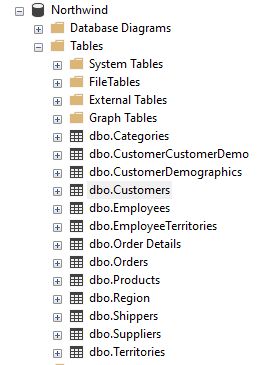 Northwind
Database Diagrams
Tables
System Tables
FileTables
External Tables
Graph Tables
dbo.Categories
dbo.CustomerCustomerDemo
dbo.CustomerDemographics
dbo.Customers
dbo.Employees
dbo.EmployeeTerritories
dbo.Order Details
dbo.Orders
dbo.Products
dbo.Region
dbo.Shippers
dbo.Suppliers
dbo.Territories